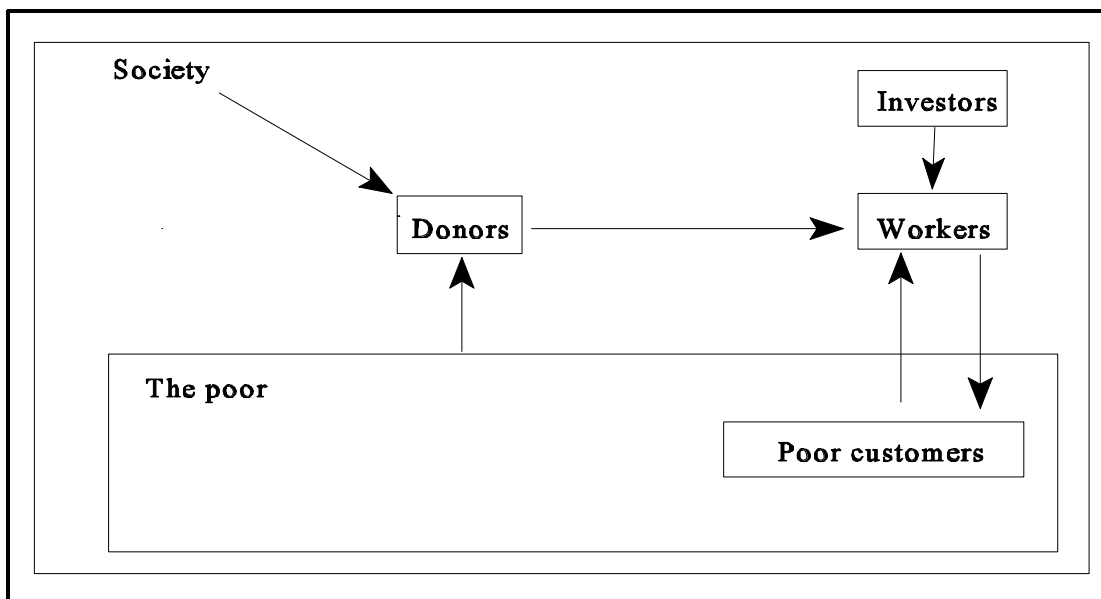 Society
Investors
Donors
Workers
The poor
Poor customers